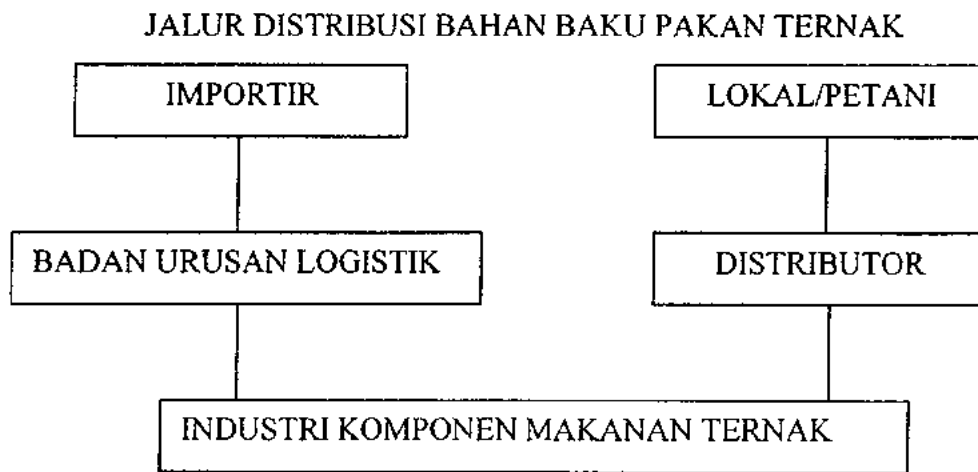 JALUR DISTRIBUSI BAHAN BAKU PAKAN TERNAK
IMPORTIR
LOKAL/PETANI
BADAN URUSAN LOGISTIK
DISTRIBUTOR
INDUSTRI KOMPONEN MAKANAN TERNAK